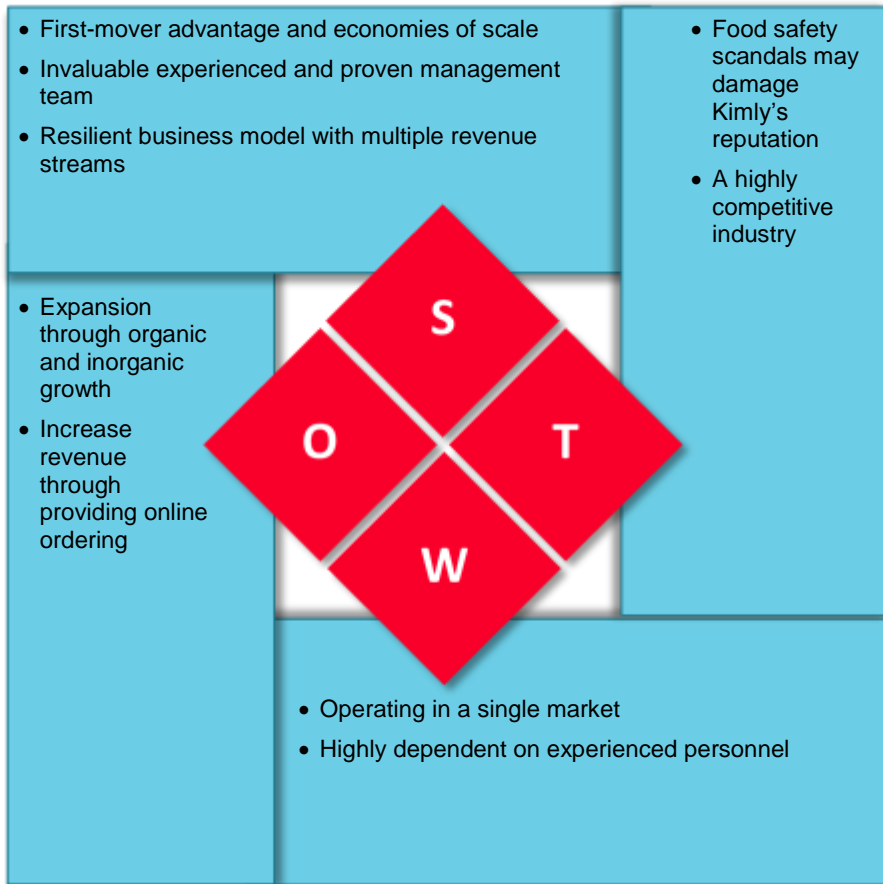 • First-mover advantage and economies of scale
• Invaluable experienced and proven management
team
• Resilient business model with multiple revenue
streams
• Food safety
scandals may
damage
Kimly’s
reputation
• A highly
competitive
industry
• Expansion
through organic
and inorganic
growth
• Increase
revenue
through
providing online
ordering
S
O
T
W
• Operating in a single market
• Highly dependent on experienced personnel